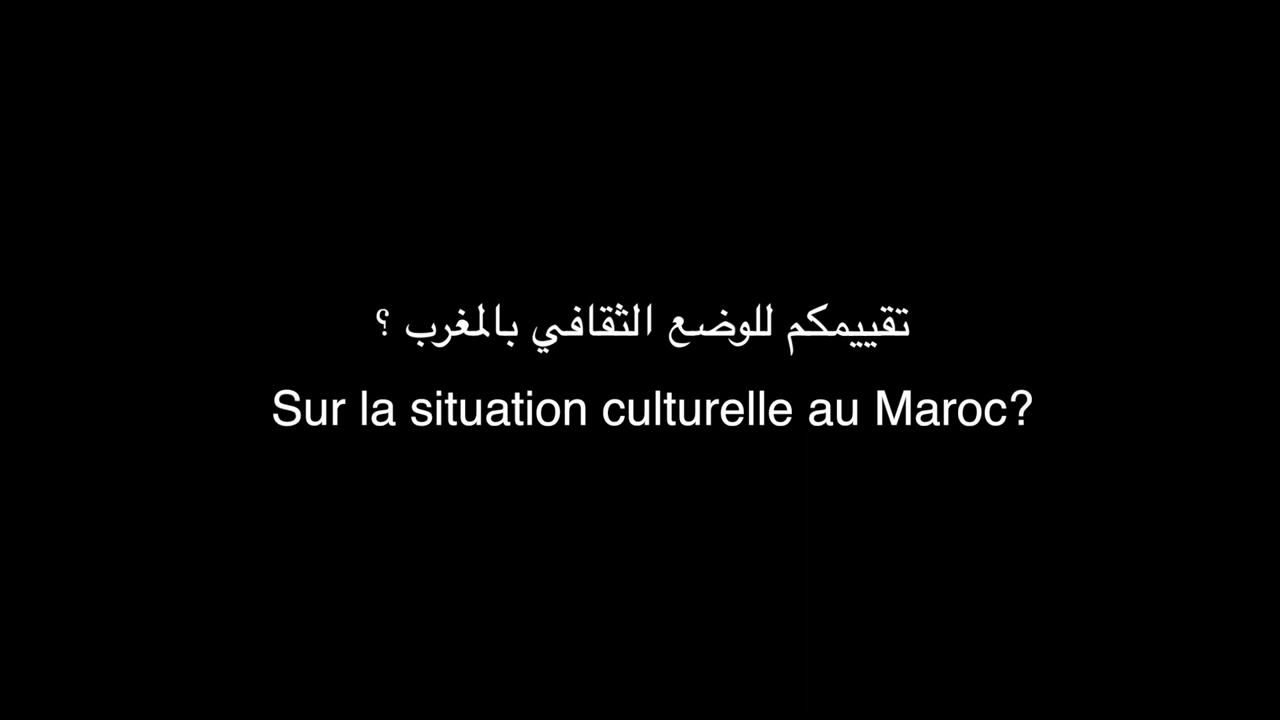 تقييمكم للوضع الثقافي بالمغرب ؟
Sur la situation culturelle au Maroc?